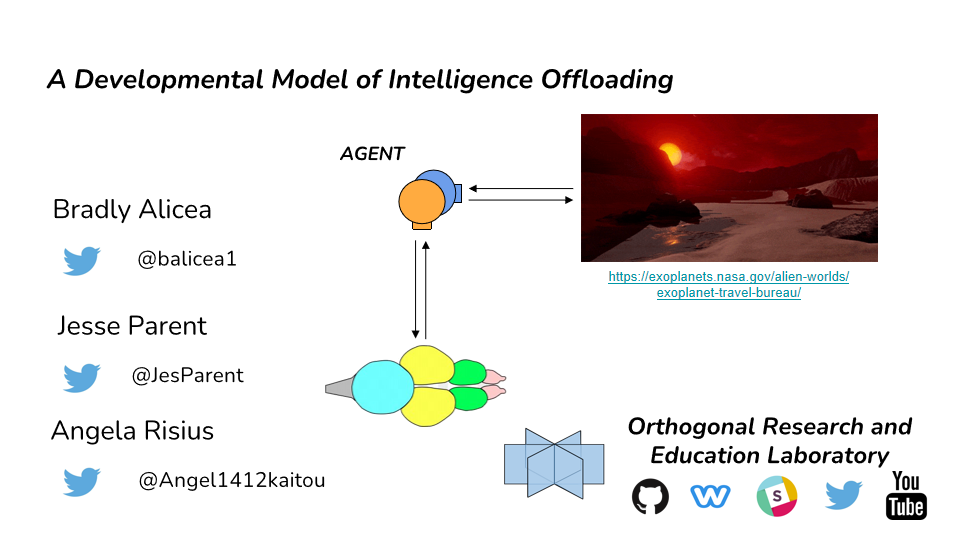 A Developmental Model of Intelligence Offloading
AGENT
Bradly Alicea
@balicea1
https://exoplanets.nasa.gov/alien-worlds/
exoplanet-travel-bureau/
Jesse Parent
@JesParent
Angela Risius
@Angel1412kaitou
Orthogonal Research and
Education Laboratory
W
S
You
Tube